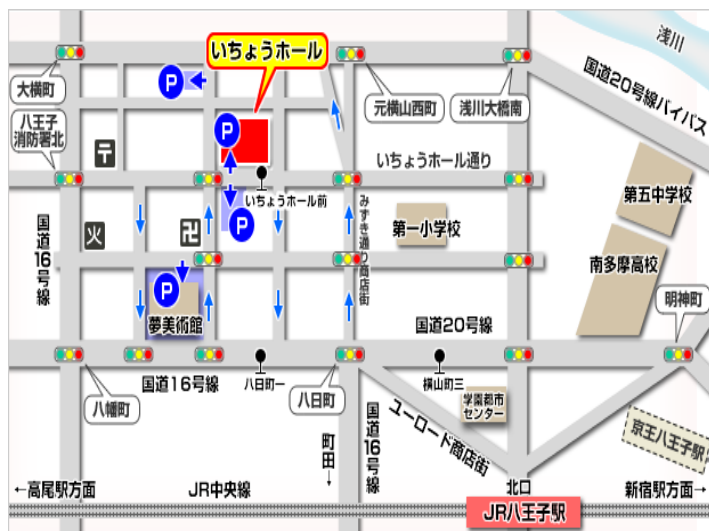 いちょうホール
浅川
大横町
P
元横山西町
浅川大橋南
国道20号線バイパス
八王子
消防署北
〒
P
いちょうホール通り
第五中学校
いちょうホール前
国道16号線
火
卍
P
みずき通り商店街
第一小学校
南多摩高校
P
夢美術館
国道20号線
明神町
国道16号線
八日町一
横山町三
八幡町
八日町
学園都市
センター
ユーロード商店街
京王八王子駅
町田→
国道16号線
←高尾駅方面
JR中央線
北口
新宿駅方面→
JR八王子駅